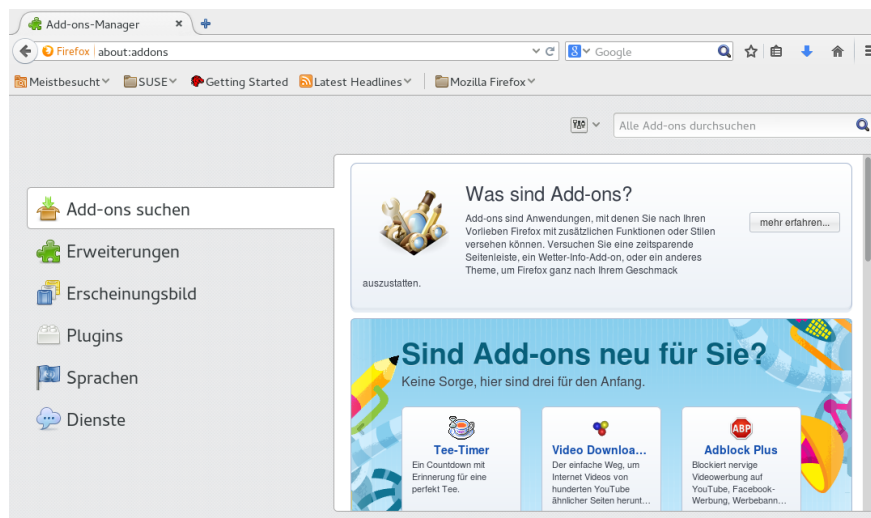 Add-ons-Manager
Firefox about:addons
Google
Meistbesucht SUSE Getting Started Latest Headlines Mozilla Firefox
Alle Add-ons durchsuchen
Add-ons suchen
Erweiterungen
Erscheinungsbild
Plugins
Sprachen
Dienste
Was sind Add-ons?
Add-ons sind Anwendungen, mit denen Sie nach Ihren
Vorlieben Firefox mit zusätzlichen Funktionen oder Stilen
versehen können. Versuchen Sie eine zeitsparende
Seitenleiste, ein Wetter-Info-Add-on, oder ein anderes
Theme, um Firefox ganz nach Ihrem Geschmack
auszustatten.
mehr erfahren...
Sind Add-ons neu für Sie?
Keine Sorge, hier sind drei für den Anfang.
Tee-Timer
Ein Countdown mit
Erinnerung für eine
perfekt Tee.
Video Downloa...
Der einfache Weg, um
Internet Videos von
hunderten YouTube
ähnlicher Seiten herunt...
ABP
Adblock Plus
Blockiert nervige
Videowerbung auf
YouTube, Facebook-
Werbung, Werbebann...